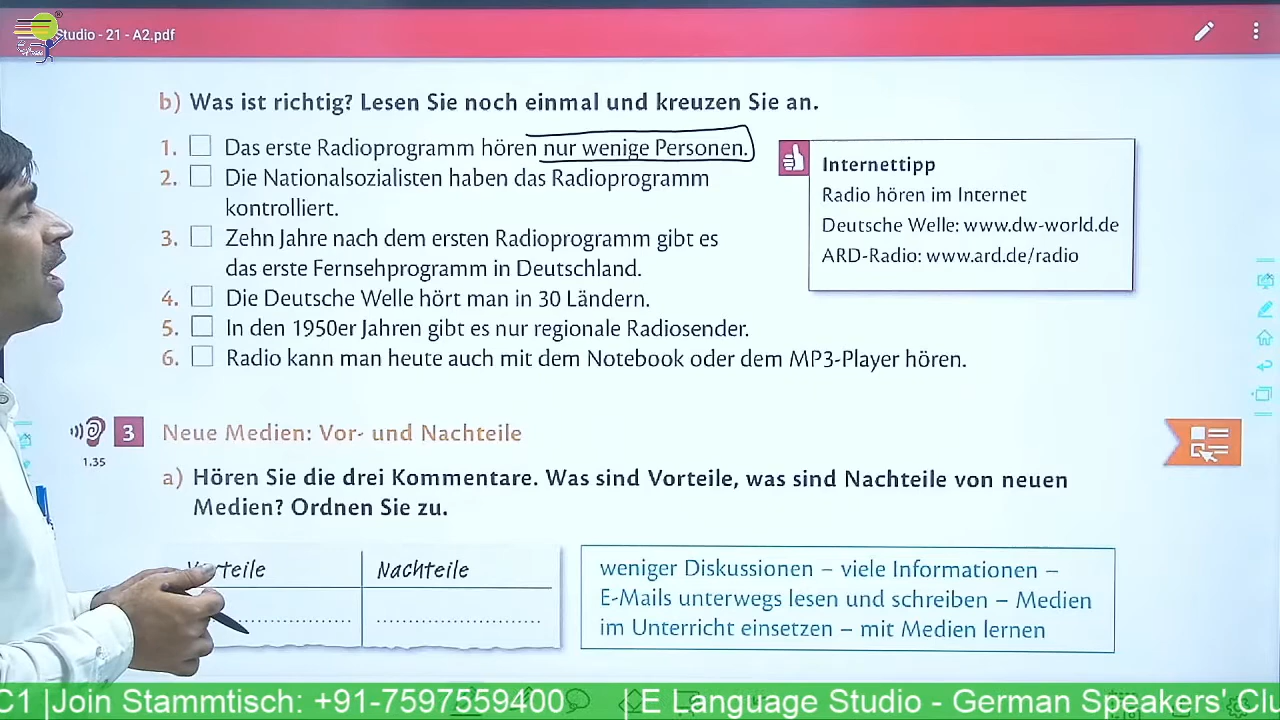 Studio - 21 - A2.pdf
b) Was ist richtig? Lesen Sie noch einmal und kreuzen Sie an.
1. Das erste Radioprogramm hören nur wenige Personen.
2. Die Nationalsozialisten haben das Radioprogramm
kontrolliert.
3. Zehn Jahre nach dem ersten Radioprogramm gibt es
das erste Fernsehprogramm in Deutschland.
4. Die Deutsche Welle hört man in 30 Ländern.
5. In den 1950er Jahren gibt es nur regionale Radiosender.
6. Radio kann man heute auch mit dem Notebook oder dem MP3-Player hören.
Internettipp
Radio hören im Internet
Deutsche Welle: www.dw-world.de
ARD-Radio: www.ard.de/radio
3 Neue Medien: Vor- und Nachteile
1.35
a) Hören Sie die drei Kommentare. Was sind Vorteile, was sind Nachteile von neuen
Medien? Ordnen Sie zu.
Vorteile Nachteile
weniger Diskussionen – viele Informationen –
E-Mails unterwegs lesen und schreiben – Medien
im Unterricht einsetzen – mit Medien lernen
C1 |Join Stammtisch: +91-7597559400 |E Language Studio - German Speakers' Clu